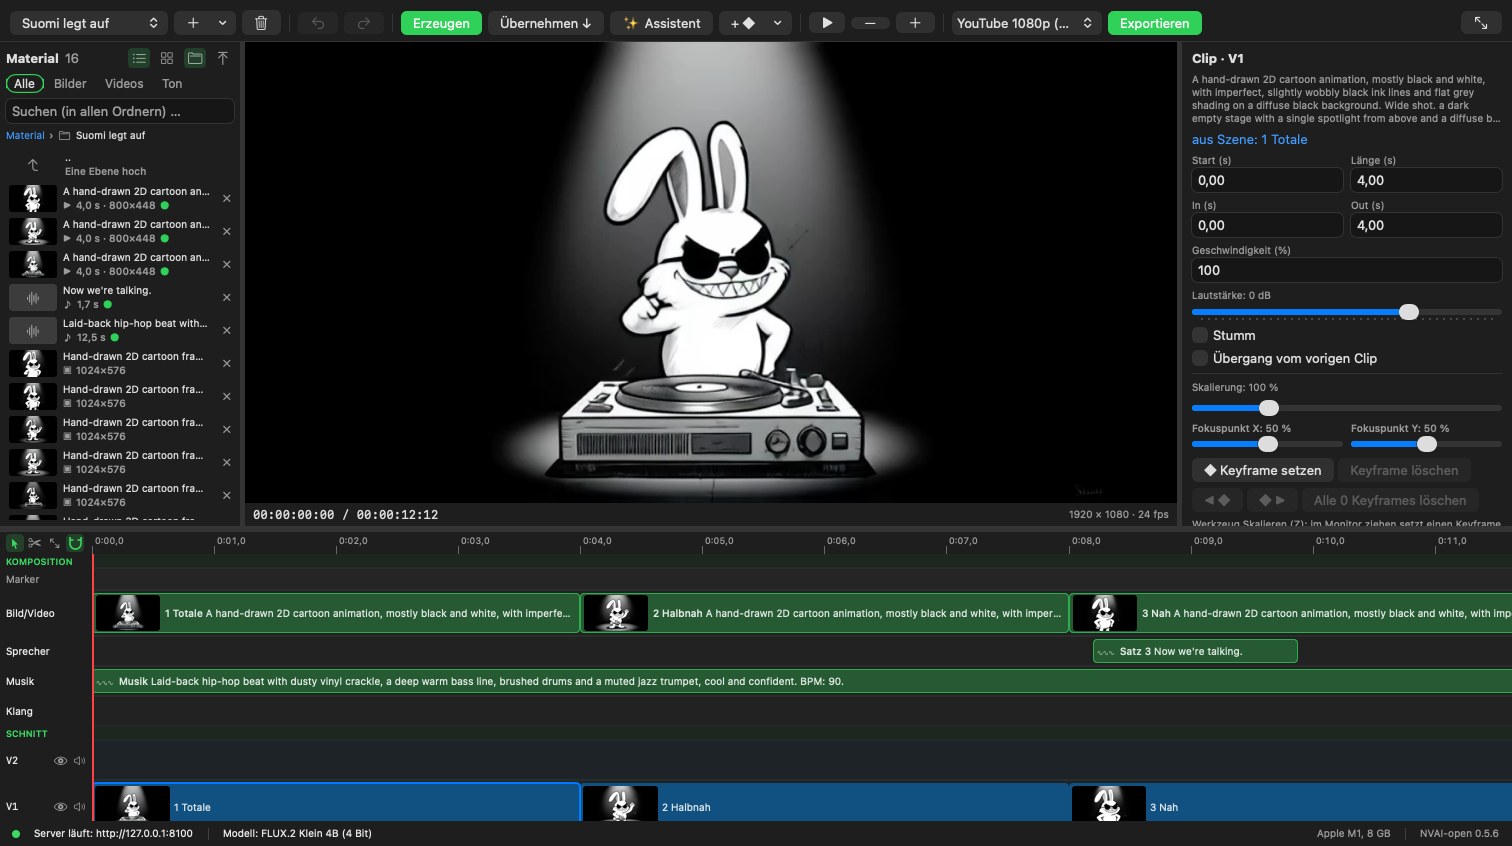 Suomi legt auf
Erzeugen
Übernehmen
Assistent
YouTube 1080p (...
Exportieren
Material 16
Alle Bilder Videos Ton
Suchen (in allen Ordnern) ...
Material › Suomi legt auf
..
Eine Ebene hoch
A hand-drawn 2D cartoon an...
4,0 s · 800×448
A hand-drawn 2D cartoon an...
4,0 s · 800×448
A hand-drawn 2D cartoon an...
4,0 s · 800×448
Now we're talking.
1,7 s
Laid-back hip-hop beat with...
12,5 s
Hand-drawn 2D cartoon fra...
1024×576
Hand-drawn 2D cartoon fra...
1024×576
Hand-drawn 2D cartoon fra...
1024×576
Hand-drawn 2D cartoon fra...
1024×576
Hand-drawn 2D cartoon fra...
1024×576
00:00:00:00 / 00:00:12:12
1920 × 1080 · 24 fps
Clip · V1
A hand-drawn 2D cartoon animation, mostly black and white,
with imperfect, slightly wobbly black ink lines and flat grey
shading on a diffuse black background. Wide shot. a dark
empty stage with a single spotlight from above and a diffuse b...
aus Szene: 1 Totale
Start (s) Länge (s)
0,00 4,00
In (s) Out (s)
0,00 4,00
Geschwindigkeit (%)
100
Lautstärke: 0 dB
Stumm
Übergang vom vorigen Clip
Skalierung: 100 %
Fokuspunkt X: 50 % Fokuspunkt Y: 50 %
Keyframe setzen Keyframe löschen
Alle 0 Keyframes löschen
Werkzeug Skalieren (Z): im Monitor ziehen setzt einen Keyframe
0:00,0 0:01,0 0:02,0 0:03,0 0:04,0 0:05,0 0:06,0 0:07,0 0:08,0 0:09,0 0:10,0 0:11,0
KOMPOSITION
Marker
Bild/Video
1 Totale A hand-drawn 2D cartoon animation, mostly black and white, with imperfe...
2 Halbnah A hand-drawn 2D cartoon animation, mostly black and white, with imper...
3 Nah A hand-drawn 2D cartoon animation, mostly black and white, with imp
Sprecher
Satz 3 Now we're talking.
Musik
Musik Laid-back hip-hop beat with dusty vinyl crackle, a deep warm bass line, brushed drums and a muted jazz trumpet, cool and confident. BPM: 90.
Klang
SCHNITT
V2
V1
1 Totale
2 Halbnah
3 Nah
Server läuft: http://127.0.0.1:8100
Modell: FLUX.2 Klein 4B (4 Bit)
Apple M1, 8 GB
NVAI-open 0.5.6